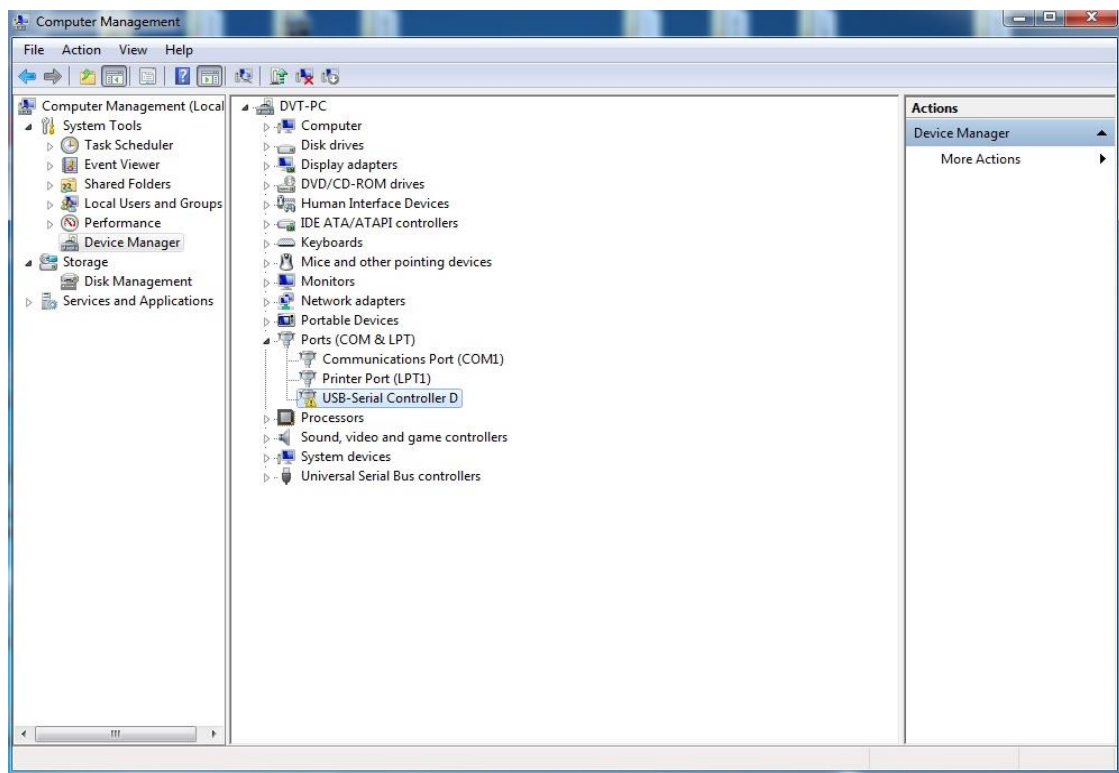 Computer Management
File Action View Help
Computer Management (Local
System Tools
Task Scheduler
Event Viewer
Shared Folders
Local Users and Groups
Performance
Device Manager
Storage
Disk Management
Services and Applications
DVT-PC
Computer
Disk drives
Display adapters
DVD/CD-ROM drives
Human Interface Devices
IDE ATA/ATAPI controllers
Keyboards
Mice and other pointing devices
Monitors
Network adapters
Portable Devices
Ports (COM & LPT)
Communications Port (COM1)
Printer Port (LPT1)
USB-Serial Controller D
Processors
Sound, video and game controllers
System devices
Universal Serial Bus controllers
Actions
Device Manager
More Actions